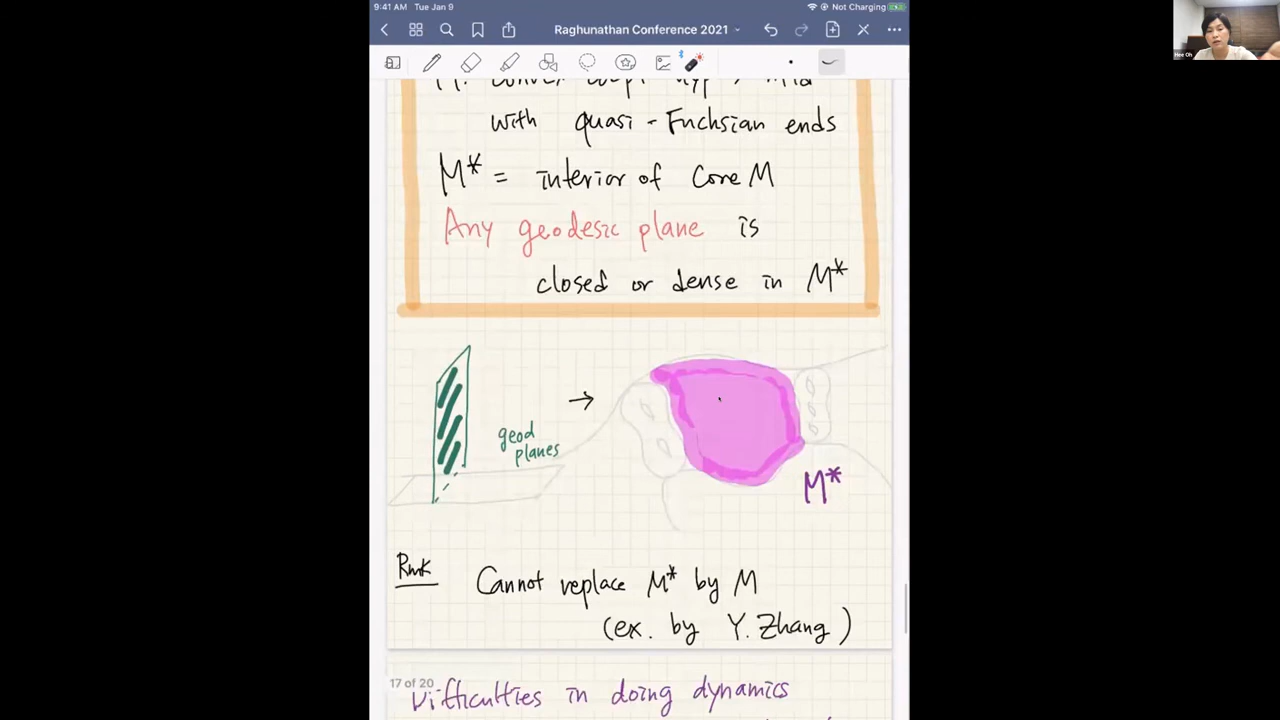 9:41 AM Tue Jan 9
Not Charging
Raghunathan Conference 2021
with quasi-Fuchsian ends
M* = interior of Core M
Any geodesic plane is
closed or dense in M*
geod
planes
M*
Rmk Cannot replace M* by M
(ex. by Y. Zhang)
17 of 20
Difficulties in doing dynamics
Hee Oh